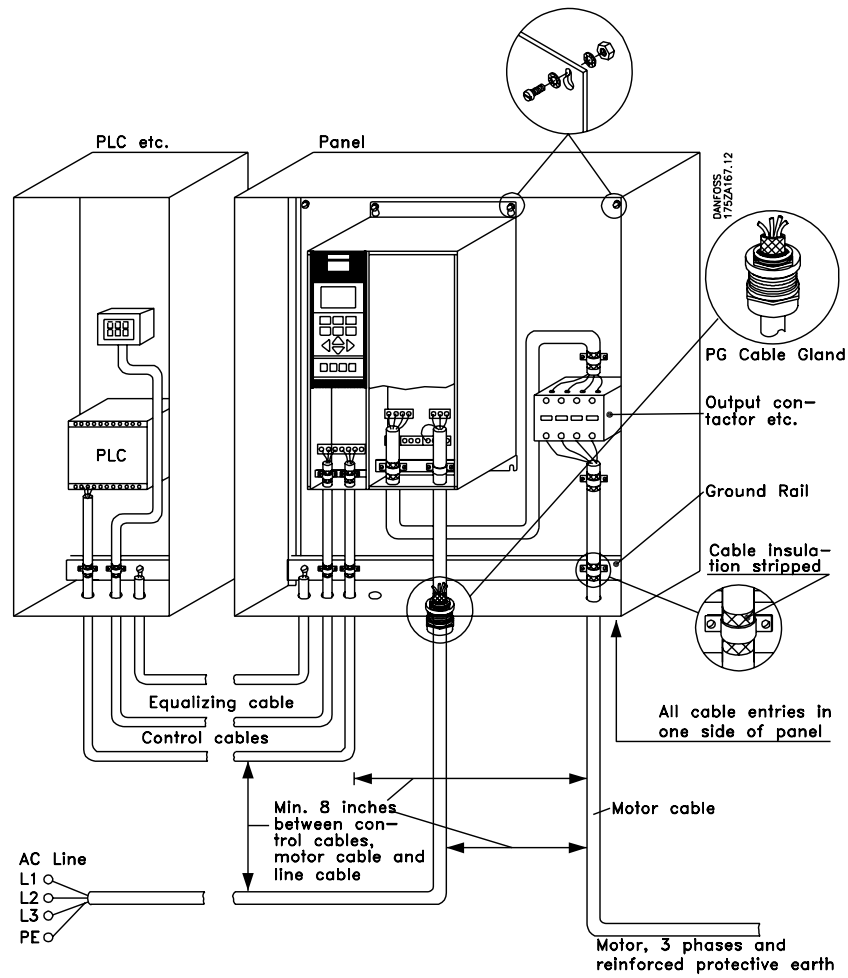 PLC etc.
Panel
DANFOSS
175ZA167.12
PG Cable Gland
Output con-
tactor etc.
PLC
Ground Rail
Cable insula-
tion stripped
Equalizing cable
Control cables
All cable entries in
one side of panel
Min. 8 inches
between con-
trol cables,
motor cable and
line cable
Motor cable
AC Line
L1
L2
L3
PE
Motor, 3 phases and
reinforced protective earth